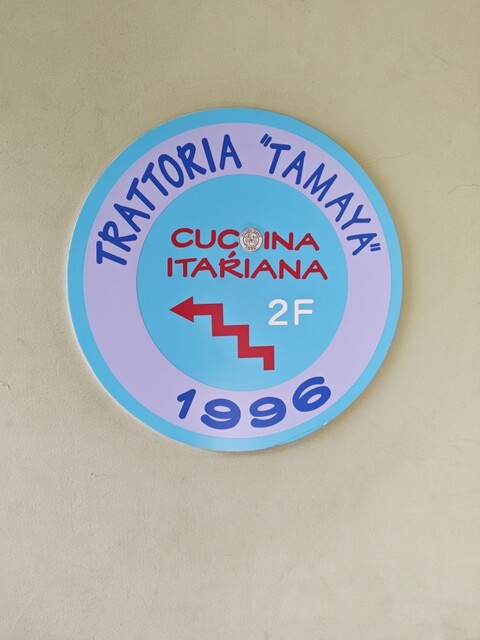 TRATTORIA "TAMAYA"
CUCINA
ITAŔIANA
2F
1996